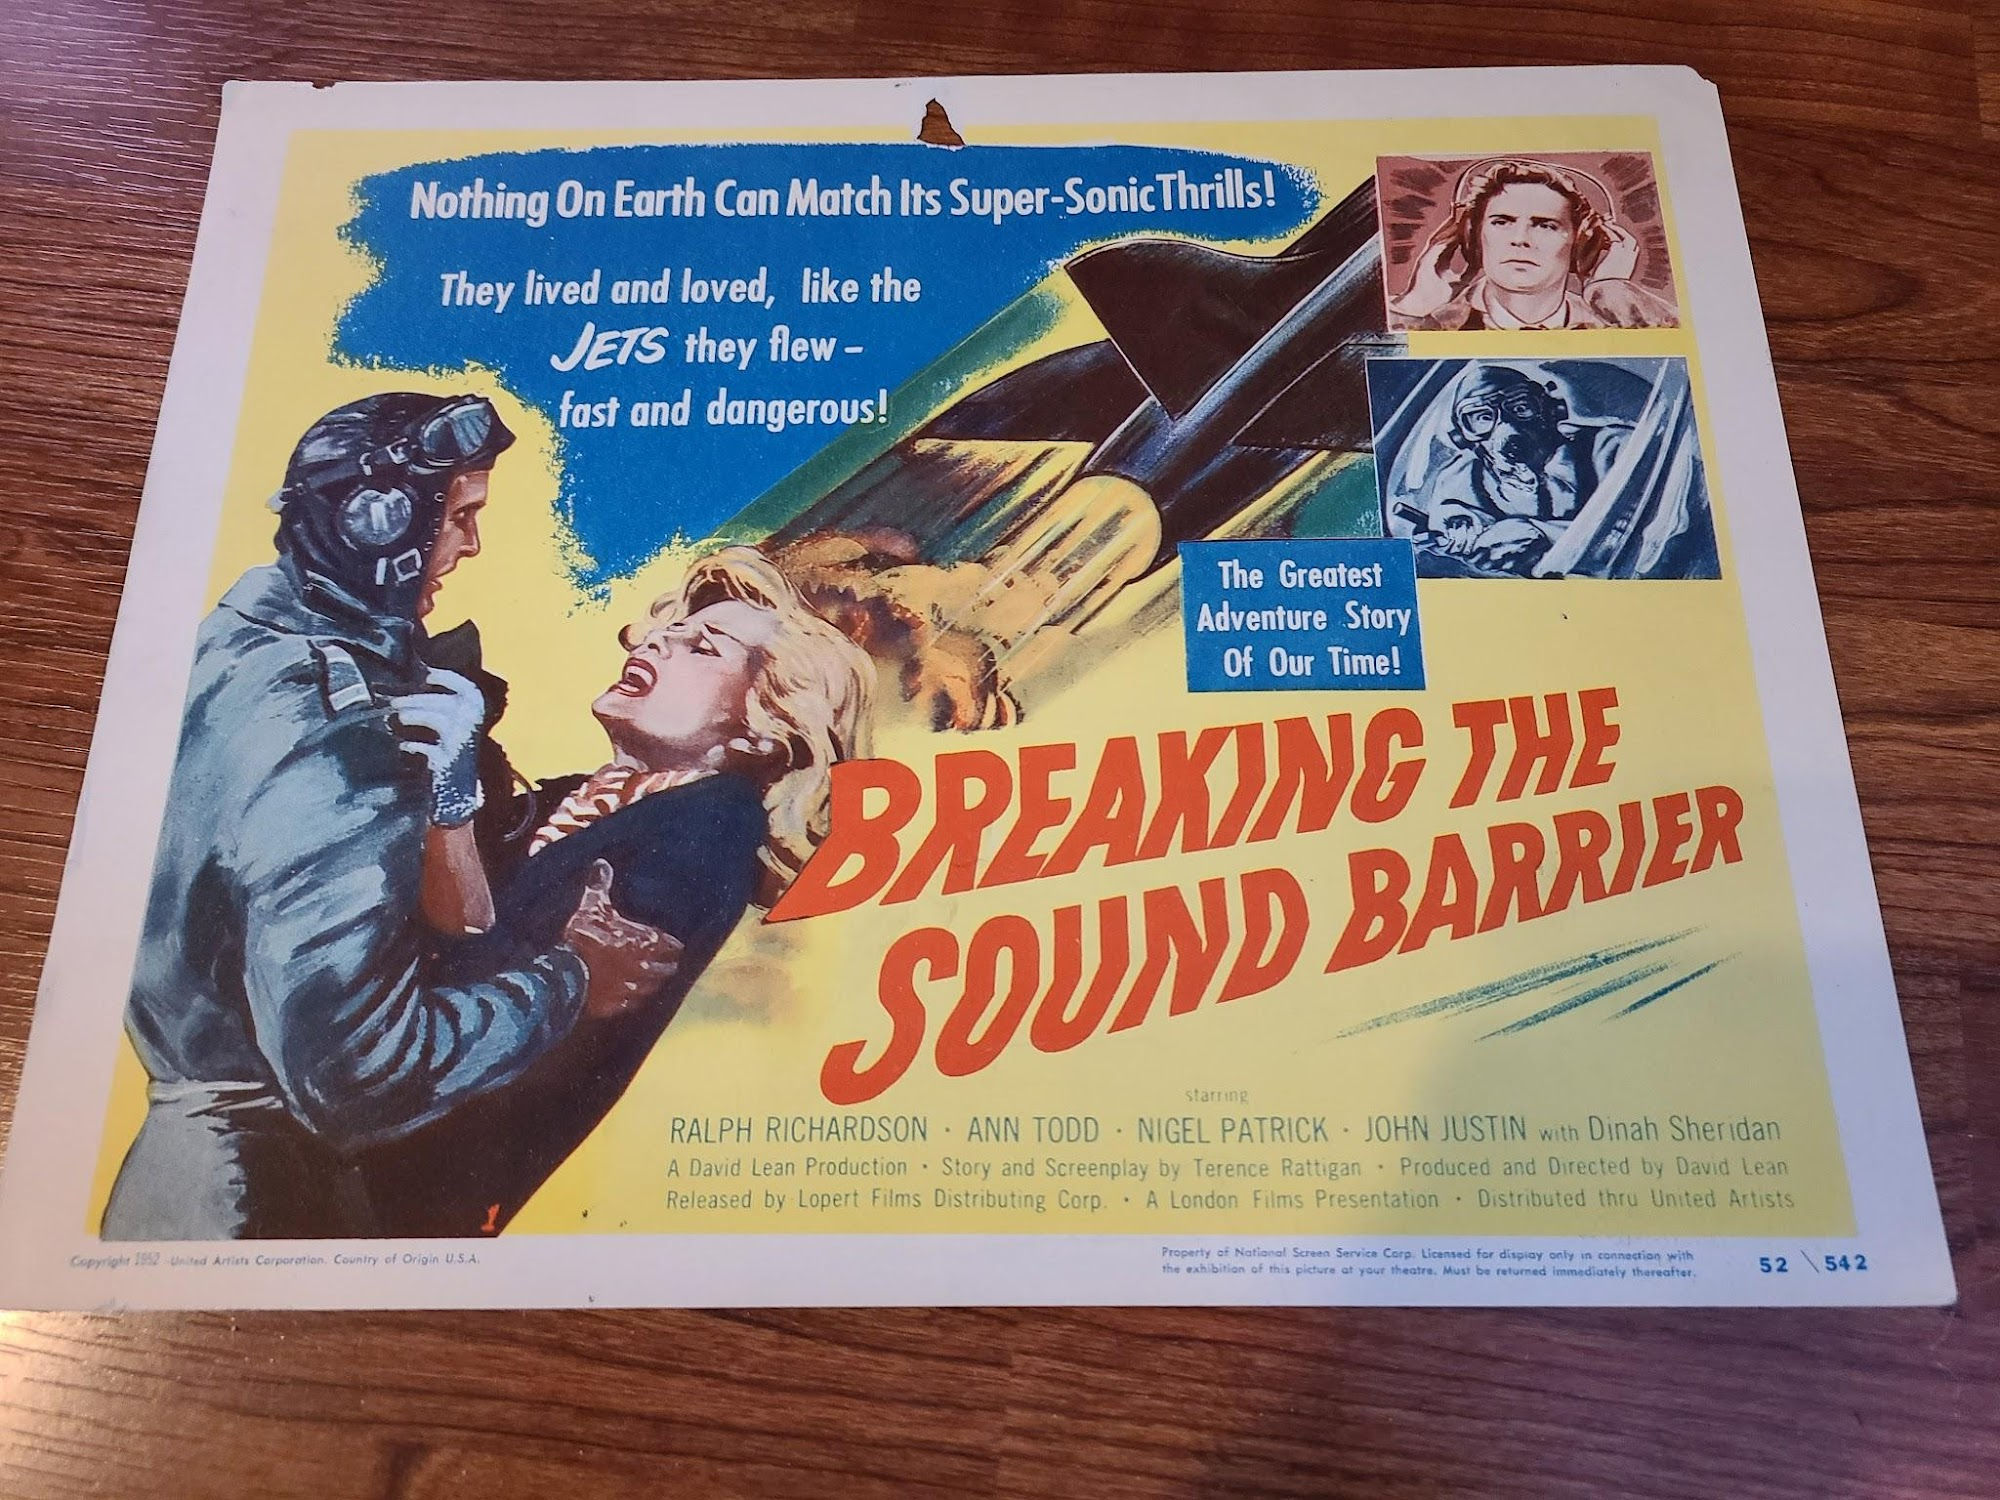 Nothing On Earth Can Match Its Super-Sonic Thrills!
They lived and loved, like the
JETS they flew –
fast and dangerous!
The Greatest
Adventure Story
Of Our Time!
BREAKING THE
SOUND BARRIER
starring
RALPH RICHARDSON · ANN TODD · NIGEL PATRICK · JOHN JUSTIN with Dinah Sheridan
A David Lean Production · Story and Screenplay by Terence Rattigan · Produced and Directed by David Lean
Released by Lopert Films Distributing Corp. · A London Films Presentation · Distributed thru United Artists
1
Copyright 1952 United Artists Corporation. Country of Origin U.S.A.
Property of National Screen Service Corp. Licensed for display only in connection with
the exhibition of this picture at your theatre. Must be returned immediately thereafter.
52 \ 542